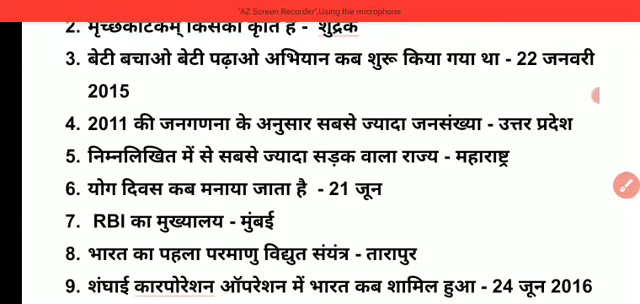 "AZ Screen Recorder",Using the microphone
2. मृच्छकटिकम् किसकी कृति है - शुद्रक
3. बेटी बचाओ बेटी पढ़ाओ अभियान कब शुरू किया गया था - 22 जनवरी
2015
4. 2011 की जनगणना के अनुसार सबसे ज्यादा जनसंख्या - उत्तर प्रदेश
5. निम्नलिखित में से सबसे ज्यादा सड़क वाला राज्य - महाराष्ट्र
6. योग दिवस कब मनाया जाता है - 21 जून
7. RBI का मुख्यालय - मुंबई
8. भारत का पहला परमाणु विद्युत संयंत्र - तारापुर
9. शंघाई कारपोरेशन ऑपरेशन में भारत कब शामिल हुआ - 24 जून 2016